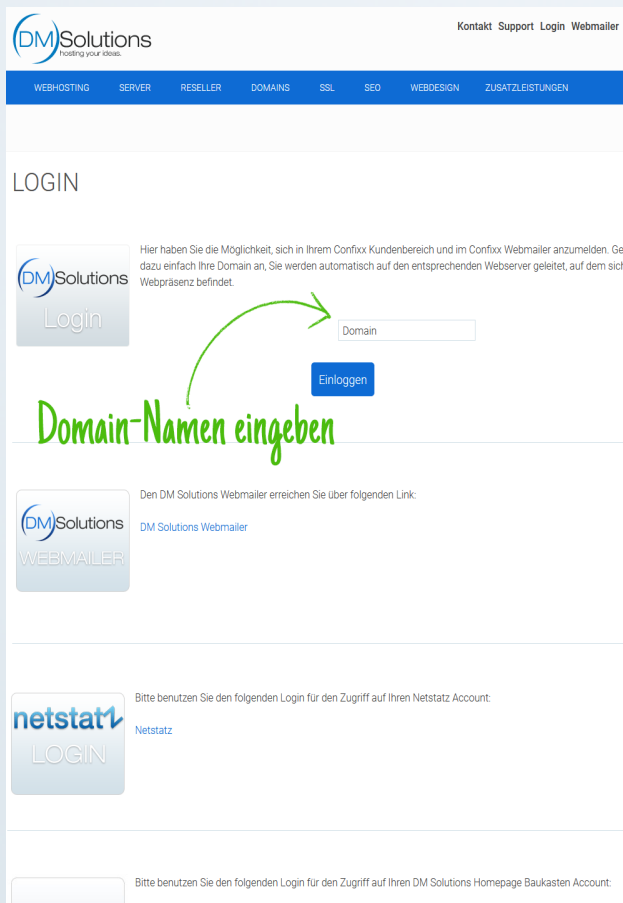 DM Solutions
hosting your ideas.
Kontakt Support Login Webmailer
WEBHOSTING SERVER RESELLER DOMAINS SSL SEO WEBDESIGN ZUSATZLEISTUNGEN
LOGIN
DM Solutions
Login
Hier haben Sie die Möglichkeit, sich in Ihrem Confixx Kundenbereich und im Confixx Webmailer anzumelden. Ge
dazu einfach Ihre Domain an, Sie werden automatisch auf den entsprechenden Webserver geleitet, auf dem sich
Webpräsenz befindet.
Domain
Einloggen
Domain-Namen eingeben
DM Solutions
WEBMAILER
Den DM Solutions Webmailer erreichen Sie über folgenden Link:
DM Solutions Webmailer
netstatz
LOGIN
Bitte benutzen Sie den folgenden Login für den Zugriff auf Ihren Netstatz Account:
Netstatz
Bitte benutzen Sie den folgenden Login für den Zugriff auf Ihren DM Solutions Homepage Baukasten Account: